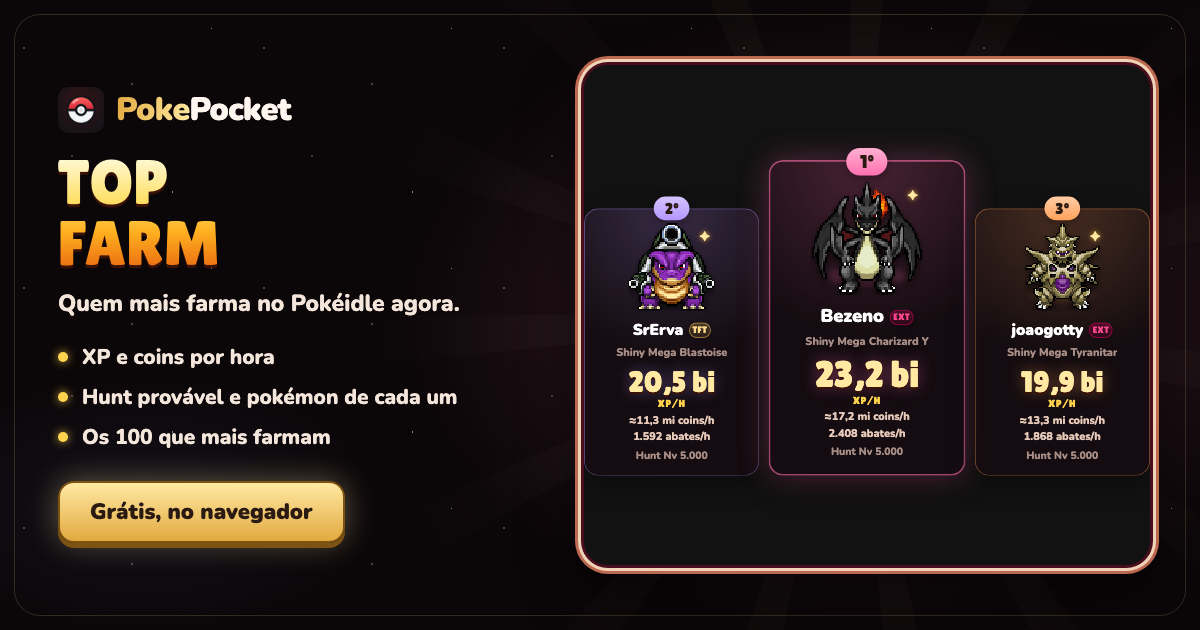 PokePocket
TOP
FARM
Quem mais farma no Pokéidle agora.
XP e coins por hora
Hunt provável e pokémon de cada um
Os 100 que mais farmam
Grátis, no navegador
2º
SrErva TFT
Shiny Mega Blastoise
20,5 bi
XP/H
≈11,3 mi coins/h
1.592 abates/h
Hunt Nv 5.000
1º
Bezeno EXT
Shiny Mega Charizard Y
23,2 bi
XP/H
≈17,2 mi coins/h
2.408 abates/h
Hunt Nv 5.000
3º
joaogotty EXT
Shiny Mega Tyranitar
19,9 bi
XP/H
≈13,3 mi coins/h
1.868 abates/h
Hunt Nv 5.000